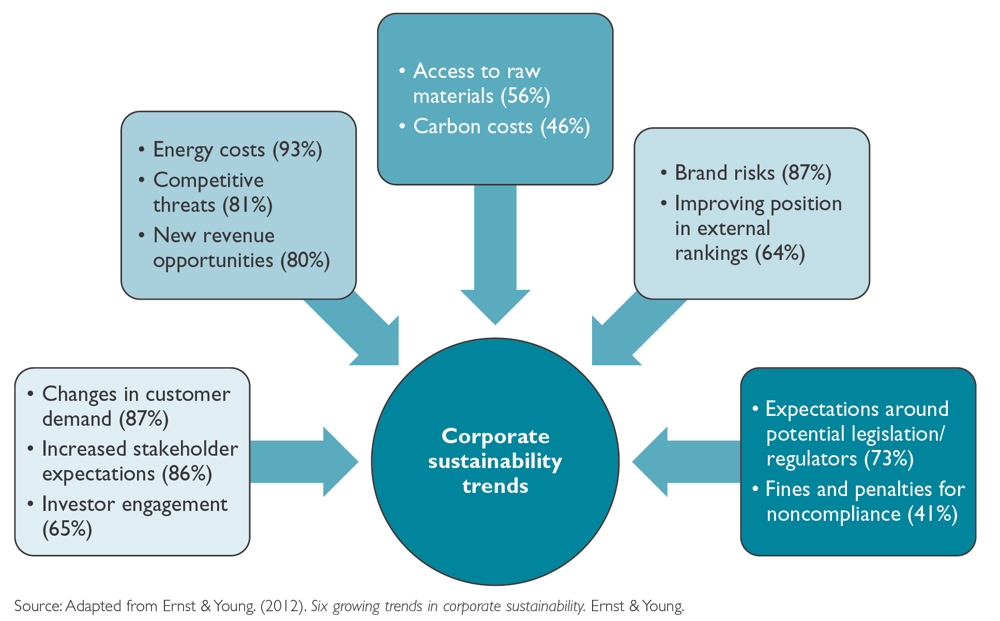 • Access to raw
materials (56%)
• Carbon costs (46%)
• Energy costs (93%)
• Competitive
threats (81%)
• New revenue
opportunities (80%)
• Brand risks (87%)
• Improving position
in external
rankings (64%)
• Changes in customer
demand (87%)
• Increased stakeholder
expectations (86%)
• Investor engagement
(65%)
Corporate
sustainability
trends
• Expectations around
potential legislation/
regulators (73%)
• Fines and penalties for
noncompliance (41%)
Source: Adapted from Ernst & Young. (2012). Six growing trends in corporate sustainability. Ernst & Young.